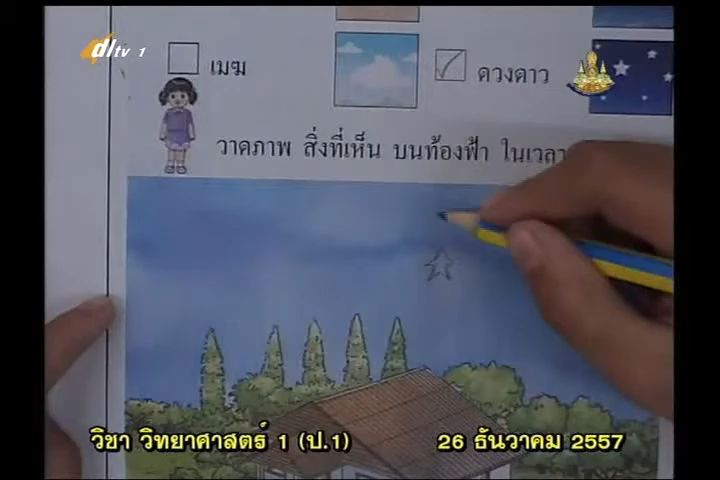 dltv 1
เมฆ
ดวงดาว
วาดภาพ สิ่งที่เห็น บนท้องฟ้า ในเวลา
วิชา วิทยาศาสตร์ 1 (ป.1)
26 ธันวาคม 2557